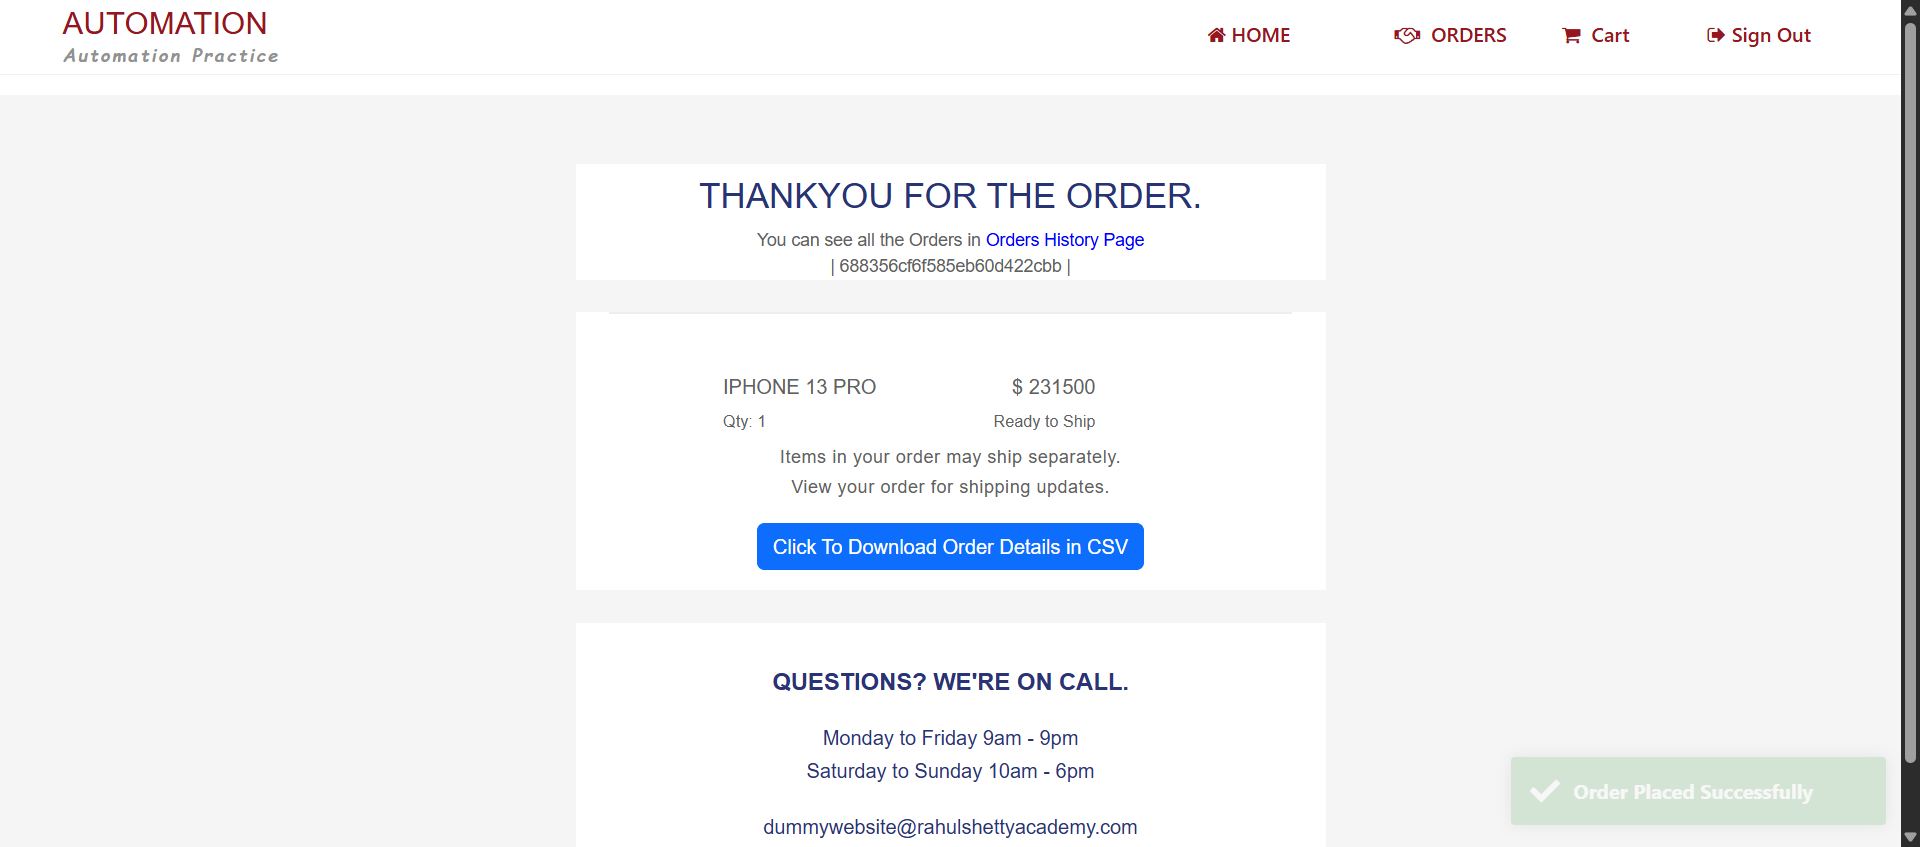 AUTOMATION
Automation Practice
HOME
ORDERS
Cart
Sign Out
THANKYOU FOR THE ORDER.
You can see all the Orders in Orders History Page
| 688356cf6f585eb60d422cbb |
IPHONE 13 PRO
$ 231500
Qty: 1
Ready to Ship
Items in your order may ship separately.
View your order for shipping updates.
Click To Download Order Details in CSV
QUESTIONS? WE'RE ON CALL.
Monday to Friday 9am - 9pm
Saturday to Sunday 10am - 6pm
dummywebsite@rahulshettyacademy.com
Order Placed Successfully